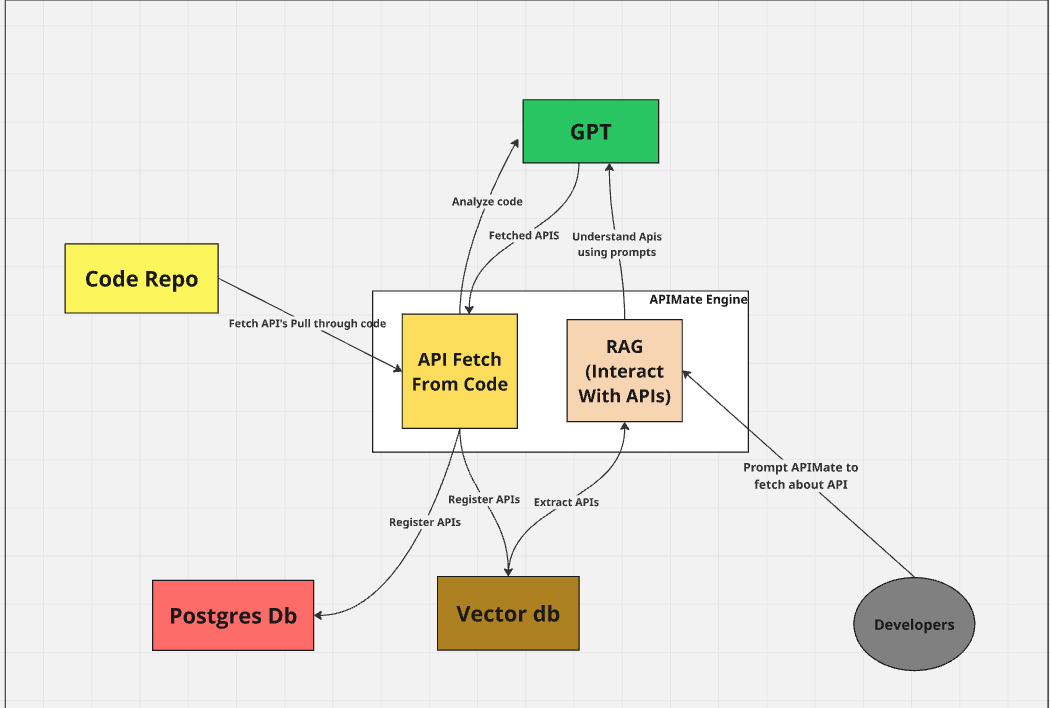 GPT
Analyze code
Fetched APIS
Understand Apis
using prompts
Code Repo
Fetch API's Pull through code
APIMate Engine
API Fetch
From Code
RAG
(Interact
With APIs)
Prompt APIMate to
fetch about API
Register APIs
Extract APIs
Register APIs
Postgres Db
Vector db
Developers